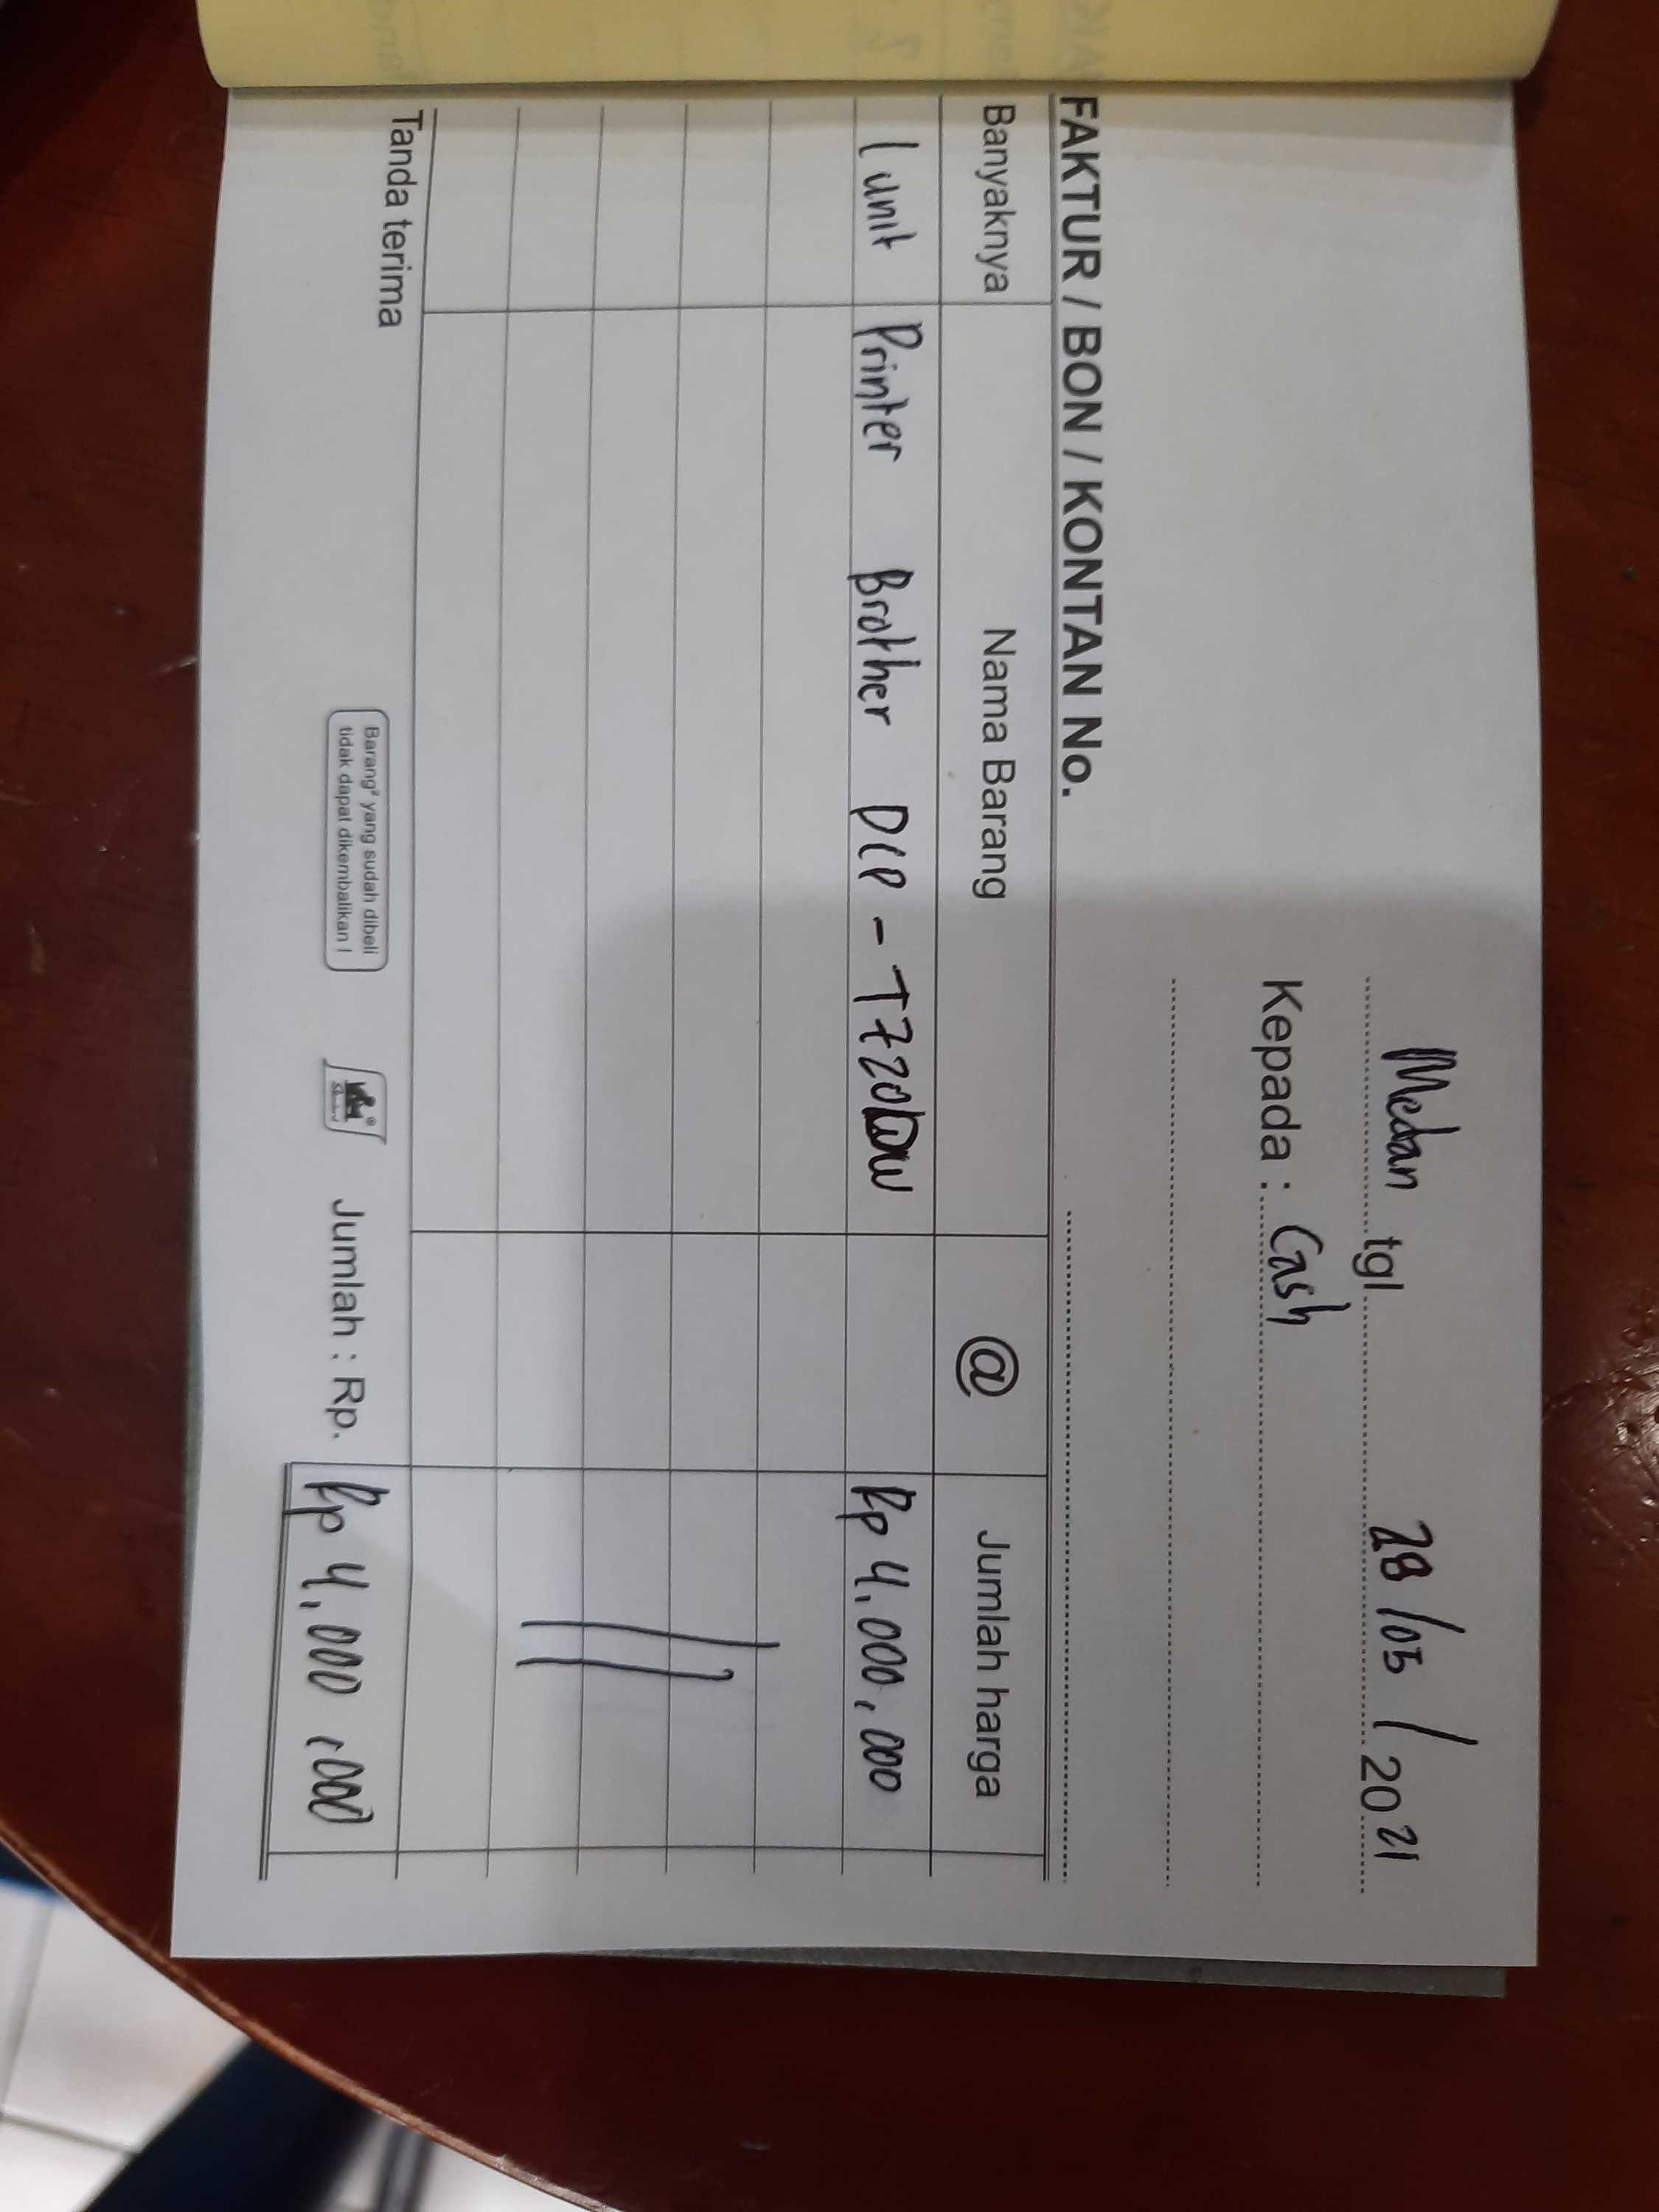 Medan tgl 28/05/2021
Kepada : Cash
FAKTUR / BON / KONTAN No.
Banyaknya Nama Barang @ Jumlah harga
1 unit Printer Brother DCP-T720DW Rp 4.000.000
Tanda terima
Barang² yang sudah dibeli
tidak dapat dikembalikan !
Jumlah : Rp. Rp 4.000.000